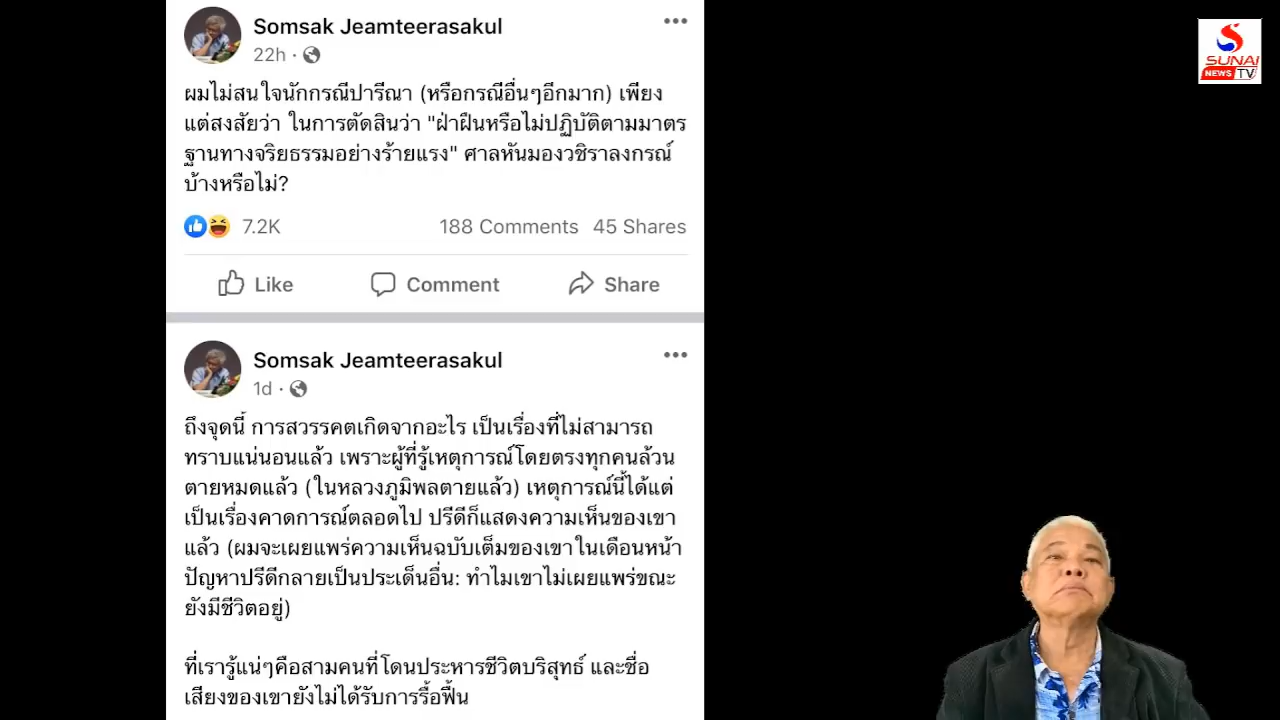 Somsak Jeamteerasakul
22h
ผมไม่สนใจนักกรณีปารีณา (หรือกรณีอื่นๆอีกมาก) เพียง
แต่สงสัยว่า ในการตัดสินว่า "ฝ่าฝืนหรือไม่ปฏิบัติตามมาตร
ฐานทางจริยธรรมอย่างร้ายแรง" ศาลหันมองวชิราลงกรณ์
บ้างหรือไม่?
7.2K 188 Comments 45 Shares
Like Comment Share
Somsak Jeamteerasakul
1d
ถึงจุดนี้ การสวรรคตเกิดจากอะไร เป็นเรื่องที่ไม่สามารถ
ทราบแน่นอนแล้ว เพราะผู้ที่รู้เหตุการณ์โดยตรงทุกคนล้วน
ตายหมดแล้ว (ในหลวงภูมิพลตายแล้ว) เหตุการณ์นี้ได้แต่
เป็นเรื่องคาดการณ์ตลอดไป ปรีดีก็แสดงความเห็นของเขา
แล้ว (ผมจะเผยแพร่ความเห็นฉบับเต็มของเขาในเดือนหน้า
ปัญหาปรีดีกลายเป็นประเด็นอื่น: ทำไมเขาไม่เผยแพร่ขณะ
ยังมีชีวิตอยู่)
ที่เรารู้แน่ๆคือสามคนที่โดนประหารชีวิตบริสุทธ์ และชื่อ
เสียงของเขายังไม่ได้รับการรื้อฟื้น
SUNAI
NEWS TV